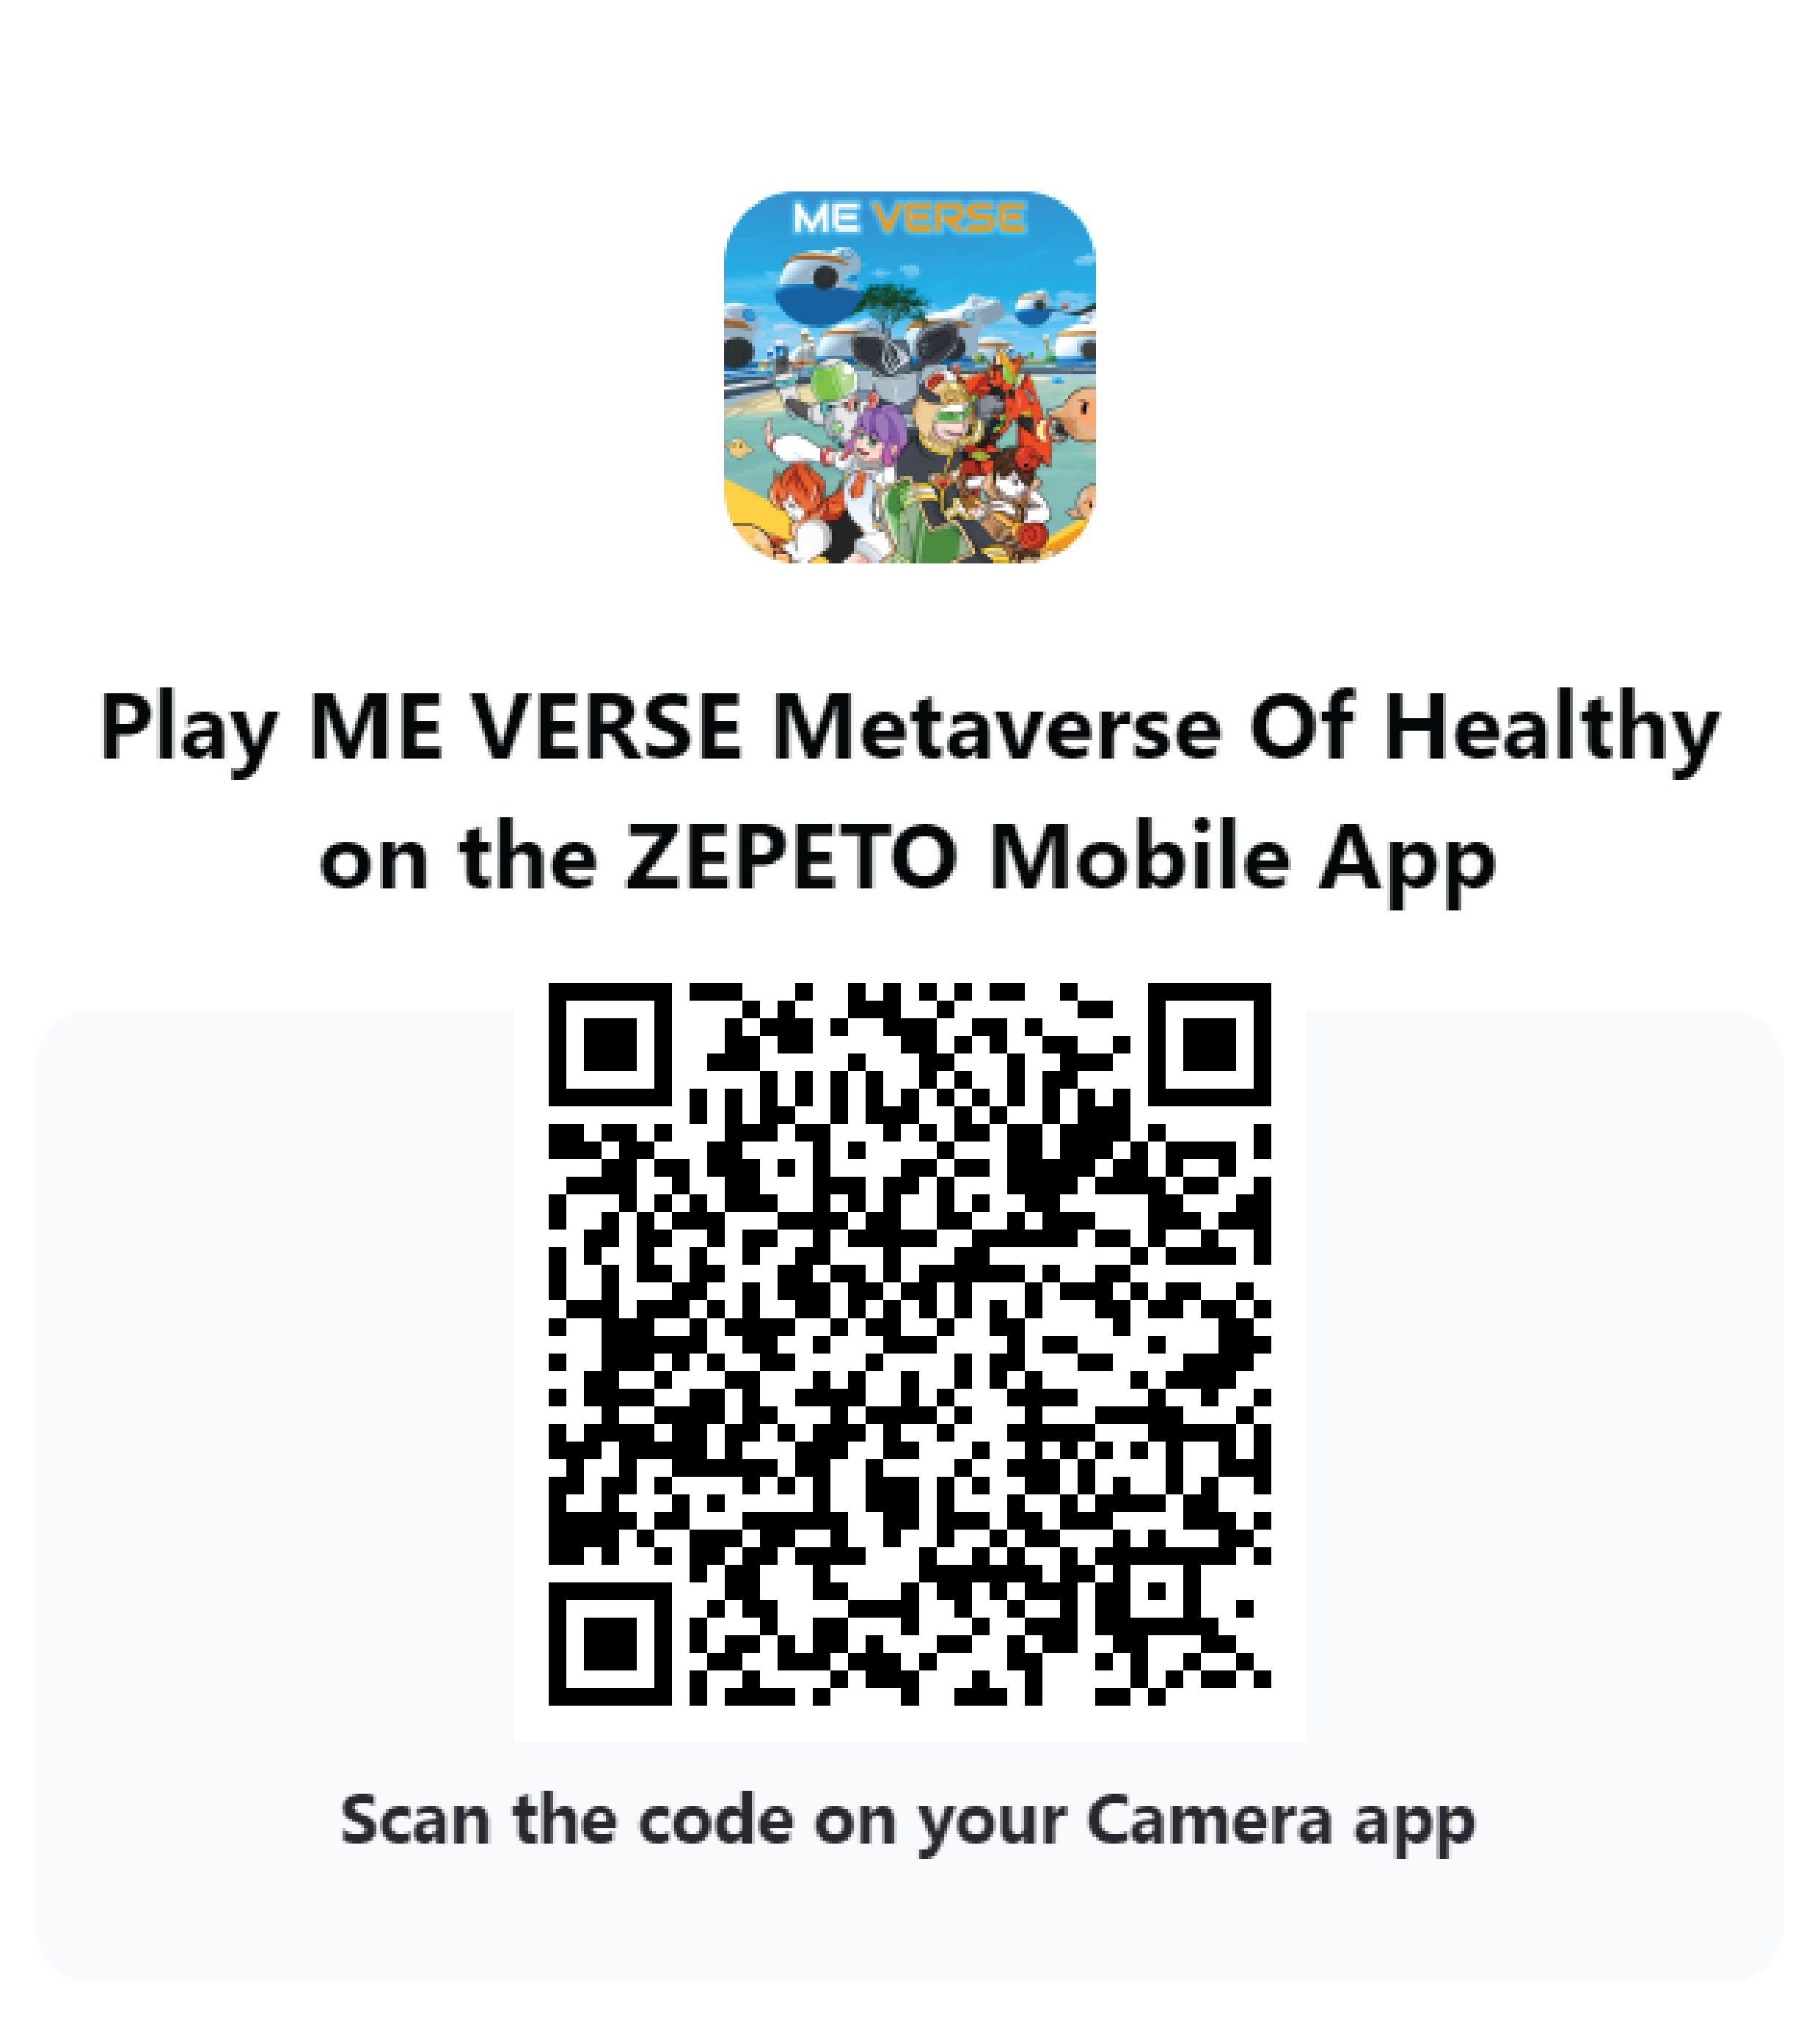 ME VERSE
Play ME VERSE Metaverse Of Healthy
on the ZEPETO Mobile App
Scan the code on your Camera app